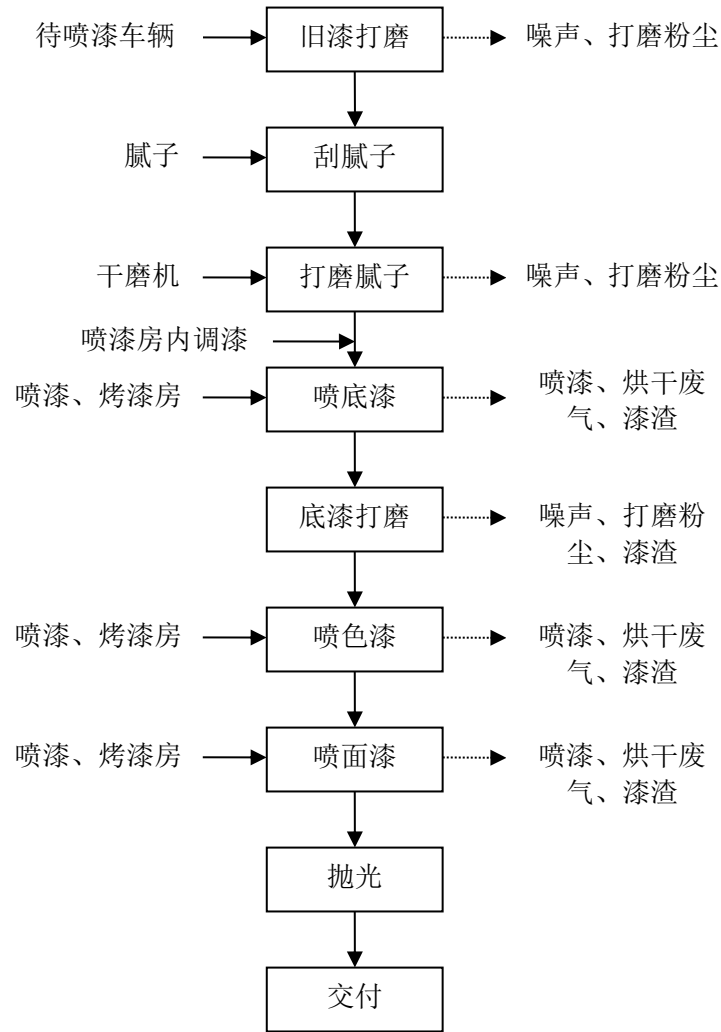 待喷漆车辆
旧漆打磨
噪声、打磨粉尘
腻子
刮腻子
干磨机
打磨腻子
噪声、打磨粉尘
喷漆房内调漆
喷漆、烤漆房
喷底漆
喷漆、烘干废
气、漆渣
底漆打磨
噪声、打磨粉
尘、漆渣
喷漆、烤漆房
喷色漆
喷漆、烘干废
气、漆渣
喷漆、烤漆房
喷面漆
喷漆、烘干废
气、漆渣
抛光
交付